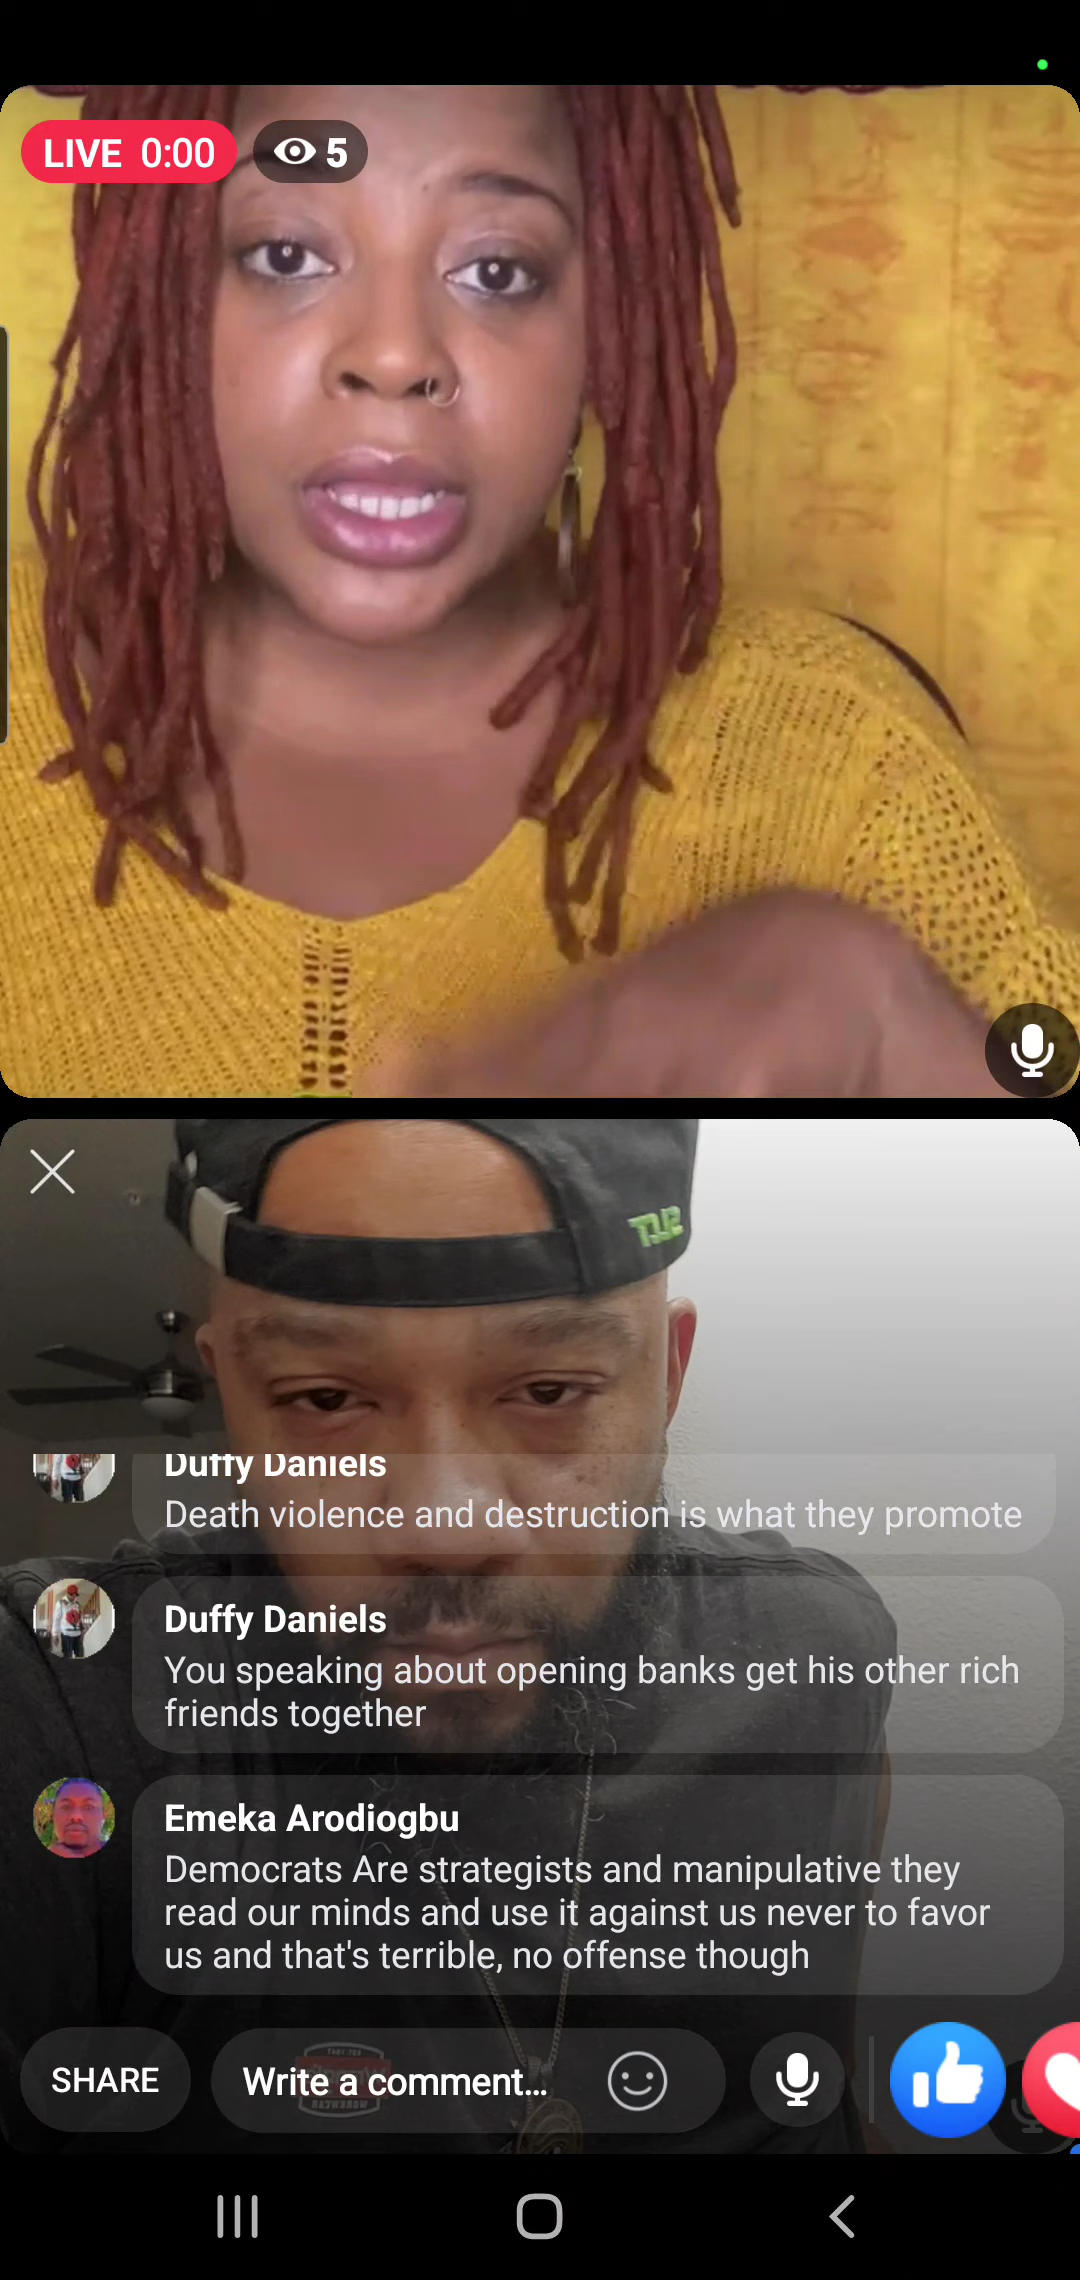 LIVE 0:00 5
Duffy Daniels
Death violence and destruction is what they promote
Duffy Daniels
You speaking about opening banks get his other rich
friends together
Emeka Arodiogbu
Democrats Are strategists and manipulative they
read our minds and use it against us never to favor
us and that's terrible, no offense though
SHARE
Write a comment...